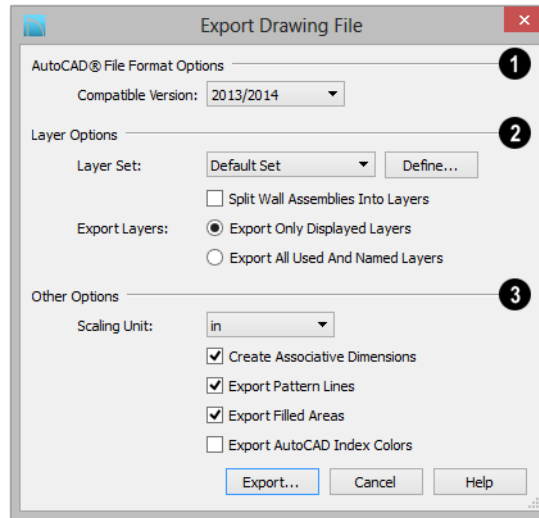 Export Drawing File
AutoCAD® File Format Options 1
Compatible Version: 2013/2014
Layer Options 2
Layer Set: Default Set Define...
Split Wall Assemblies Into Layers
Export Layers: Export Only Displayed Layers
Export All Used And Named Layers
Other Options 3
Scaling Unit: in
Create Associative Dimensions
Export Pattern Lines
Export Filled Areas
Export AutoCAD Index Colors
Export... Cancel Help